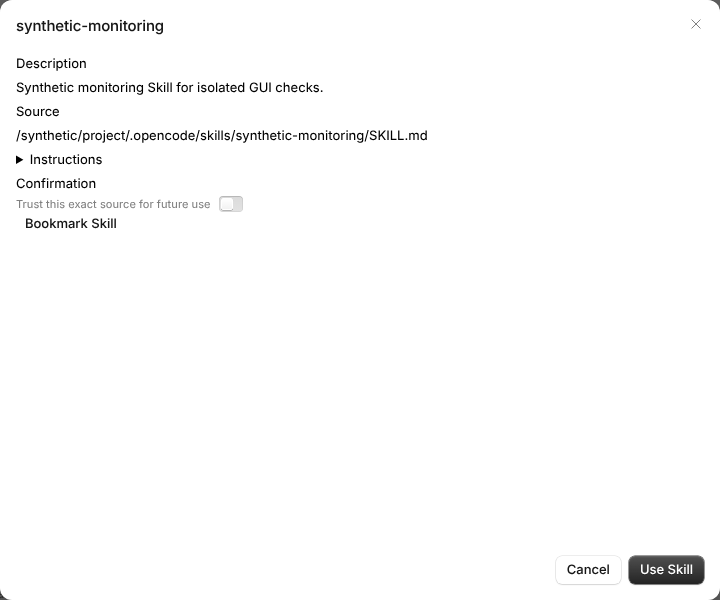 synthetic-monitoring
Description
Synthetic monitoring Skill for isolated GUI checks.
Source
/synthetic/project/.opencode/skills/synthetic-monitoring/SKILL.md
Instructions
Confirmation
Trust this exact source for future use
Bookmark Skill
Cancel Use Skill